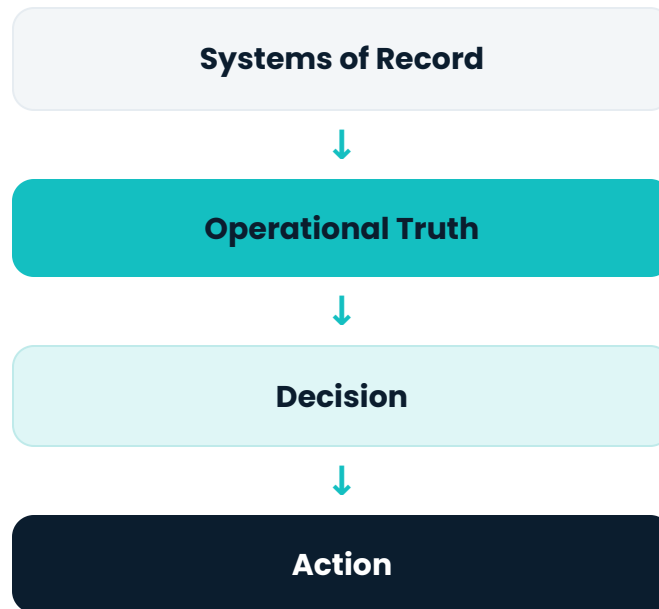 Systems of Record
↓
Operational Truth
↓
Decision
↓
Action